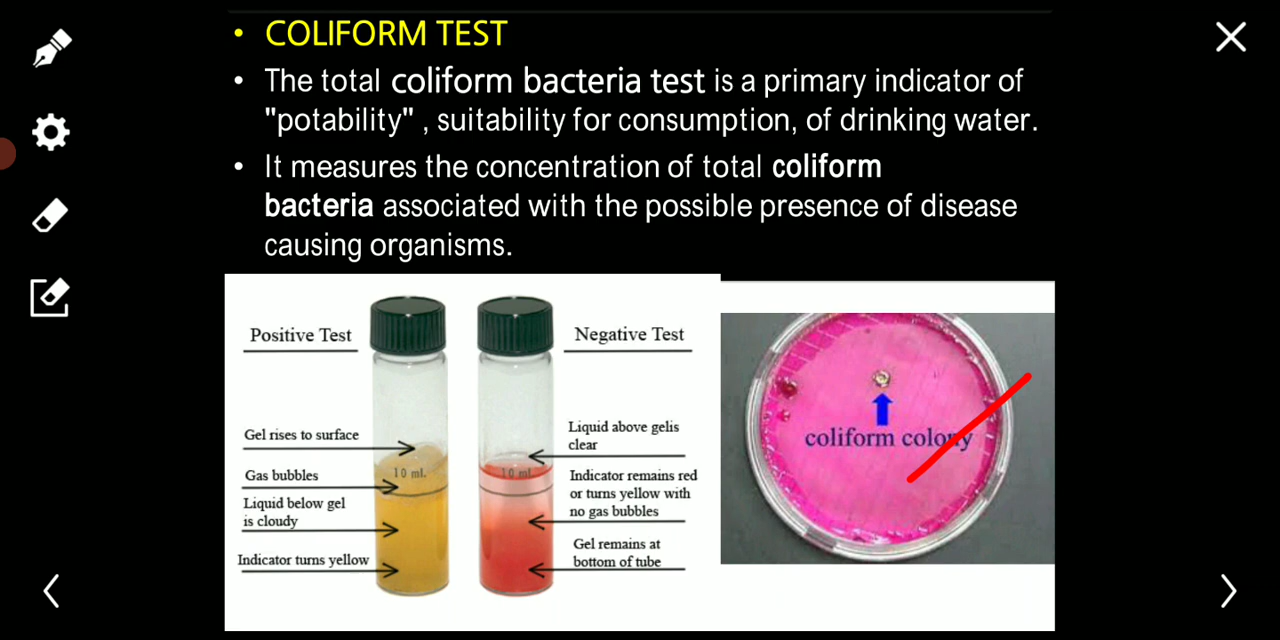 • COLIFORM TEST
• The total coliform bacteria test is a primary indicator of
"potability" , suitability for consumption, of drinking water.
• It measures the concentration of total coliform
bacteria associated with the possible presence of disease
causing organisms.
Positive Test
Gel rises to surface
Gas bubbles
Liquid below gel
is cloudy
Indicator turns yellow
10 ml.
10 ml
Negative Test
Liquid above gelis
clear
Indicator remains red
or turns yellow with
no gas bubbles
Gel remains at
bottom of tube
coliform colony